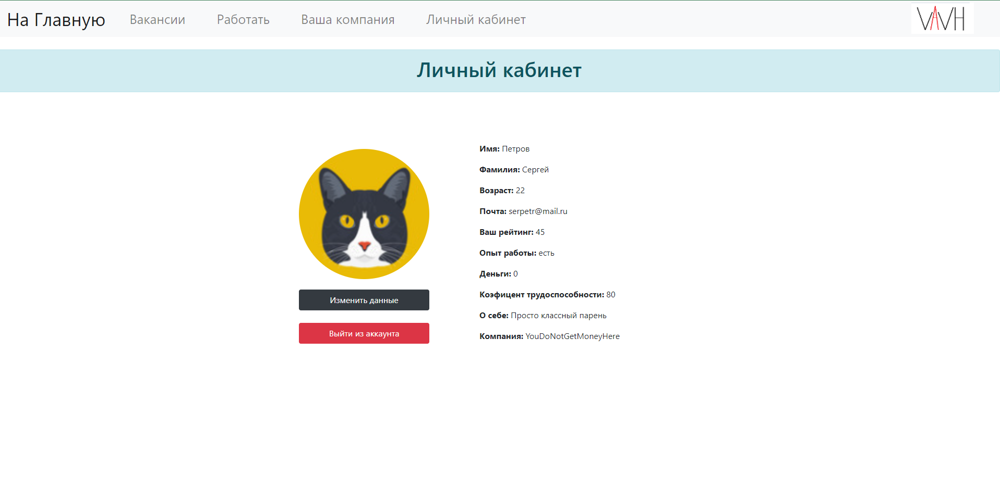 На Главную Вакансии Работать Ваша компания Личный кабинет VAVH
Личный кабинет
Имя: Петров
Фамилия: Сергей
Возраст: 22
Почта: serpetr@mail.ru
Ваш рейтинг: 45
Опыт работы: есть
Деньги: 0
Коэфицент трудоспособности: 80
О себе: Просто классный парень
Компания: YouDoNotGetMoneyHere
Изменить данные
Выйти из аккаунта